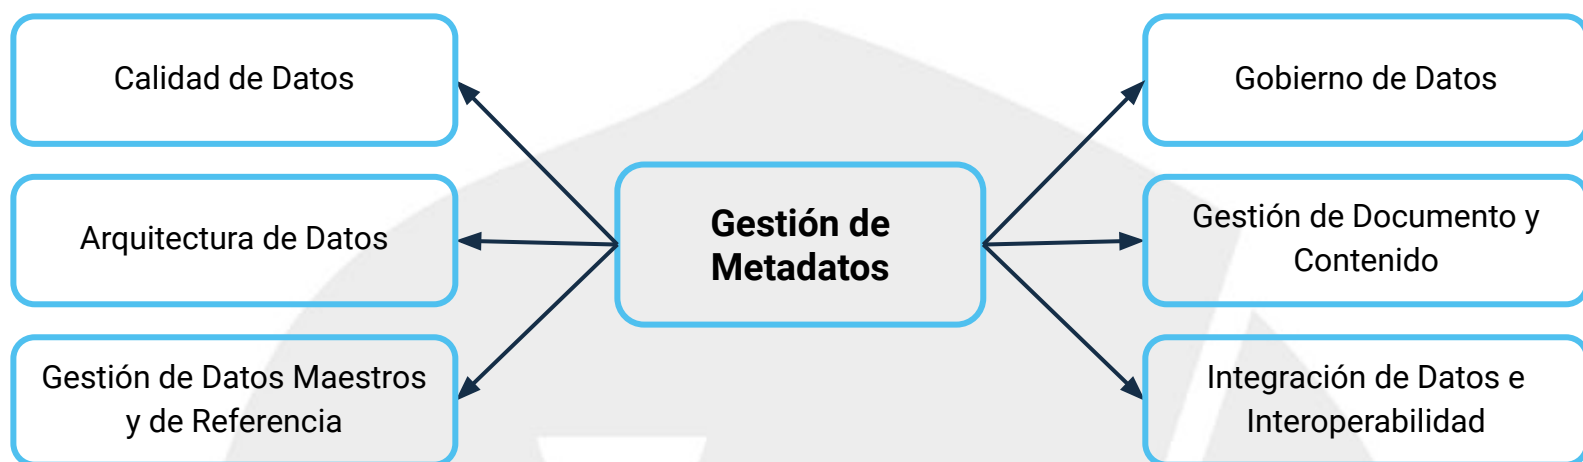 Calidad de Datos
Arquitectura de Datos
Gestión de Datos Maestros
y de Referencia
Gestión de
Metadatos
Gobierno de Datos
Gestión de Documento y
Contenido
Integración de Datos e
Interoperabilidad